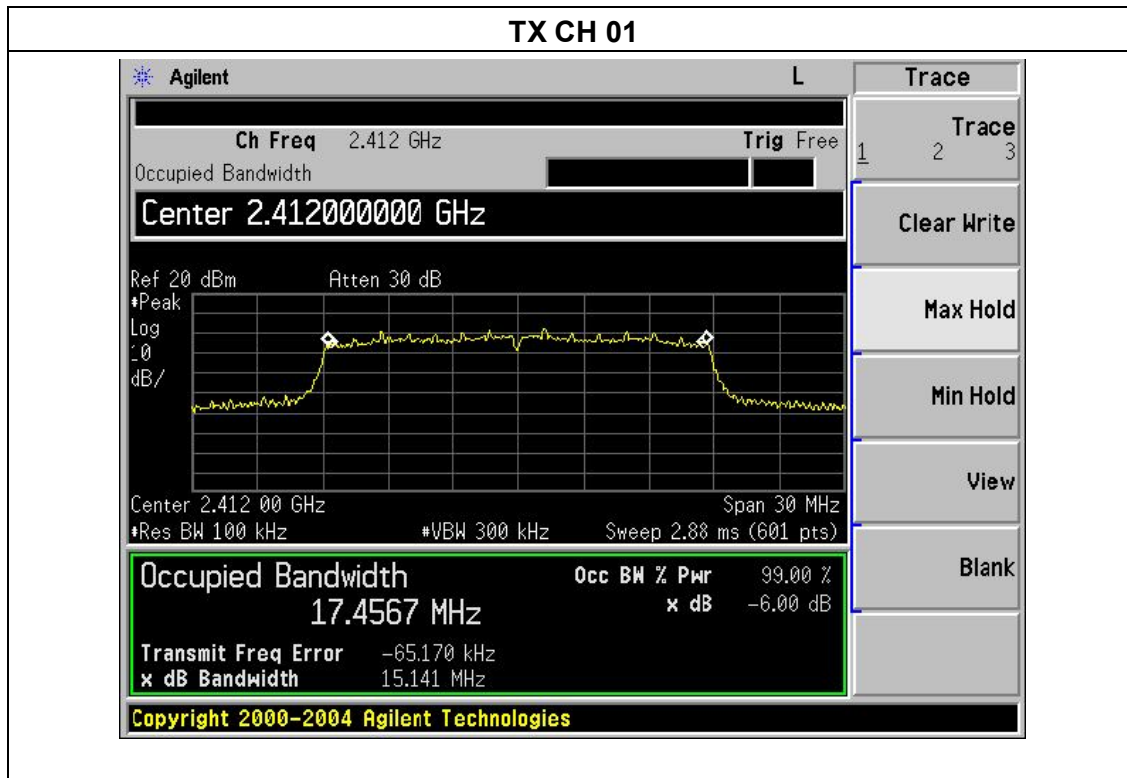 TX CH 01
Agilent L Trace
Ch Freq 2.412 GHz Trig Free
Occupied Bandwidth
Center 2.412000000 GHz
Ref 20 dBm Atten 30 dB
#Peak
Log
10
dB/
Center 2.412 00 GHz Span 30 MHz
#Res BW 100 kHz #VBW 300 kHz Sweep 2.88 ms (601 pts)
Occupied Bandwidth Occ BW % Pwr 99.00 %
17.4567 MHz x dB -6.00 dB
Transmit Freq Error -65.170 kHz
x dB Bandwidth 15.141 MHz
Copyright 2000-2004 Agilent Technologies
Trace
1 2 3
Clear Write
Max Hold
Min Hold
View
Blank